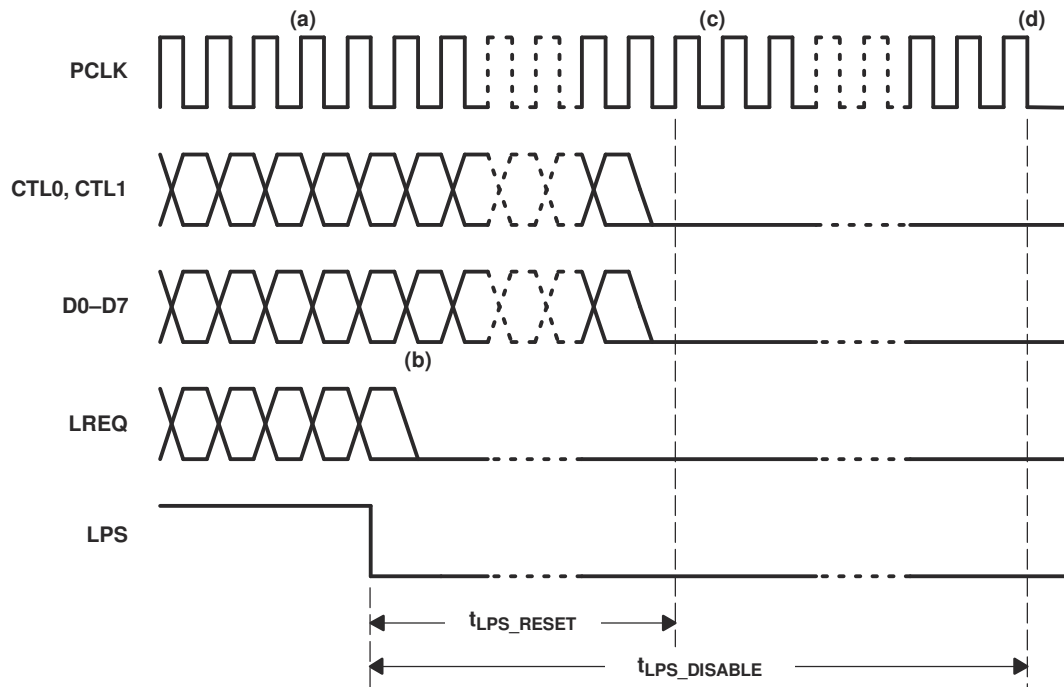 (a) (c) (d)
PCLK
CTL0, CTL1
D0–D7
(b)
LREQ
LPS
tLPS_RESET
tLPS_DISABLE